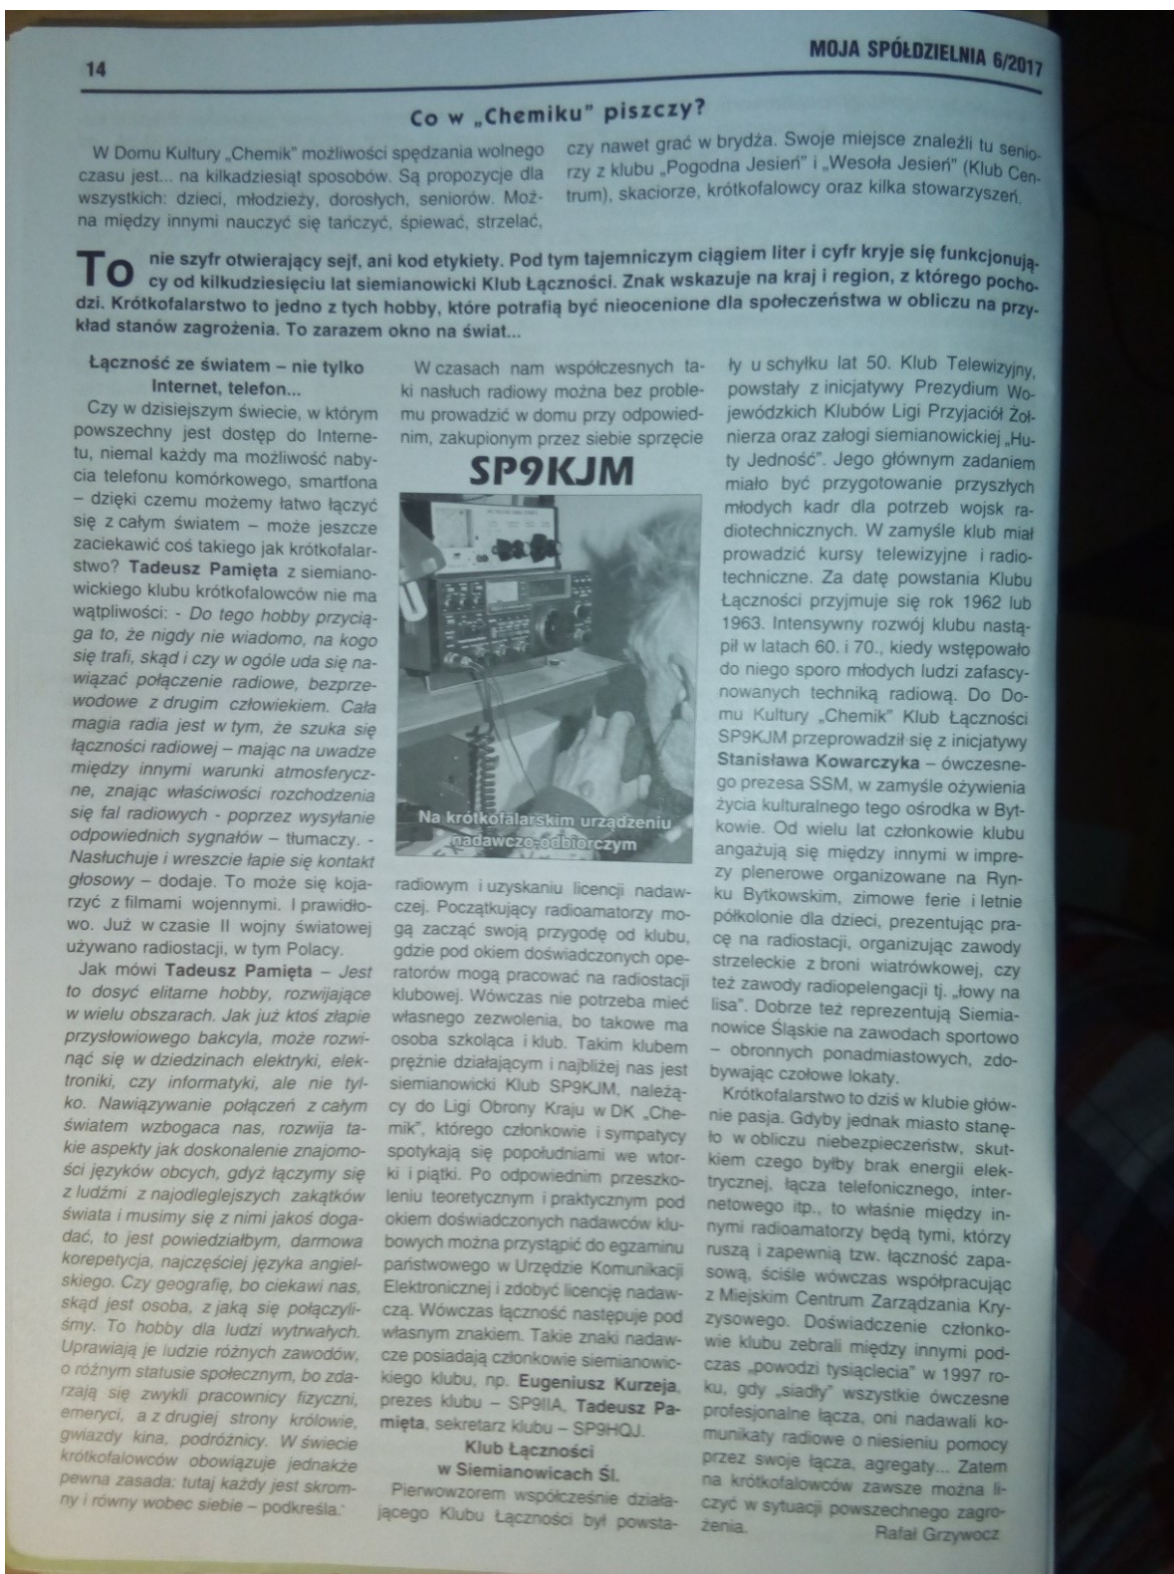 14
MOJA SPÓŁDZIELNIA 6/2017
Co w „Chemiku” piszczy?
W Domu Kultury „Chemik” możliwości spędzania wolnego
czasu jest... na kilkadziesiąt sposobów. Są propozycje dla
wszystkich: dzieci, młodzieży, dorosłych, seniorów. Moż-
na między innymi nauczyć się tańczyć, śpiewać, strzelać,
czy nawet grać w brydża. Swoje miejsce znaleźli tu senio-
rzy z klubu „Pogodna Jesień” i „Wesoła Jesień” (Klub Cen-
trum), skaciorze, krótkofalowcy oraz kilka stowarzyszeń.
To nie szyfr otwierający sejf, ani kod etykiety. Pod tym tajemniczym ciągiem liter i cyfr kryje się funkcjonują-
cy od kilkudziesięciu lat siemianowicki Klub Łączności. Znak wskazuje na kraj i region, z którego pocho-
dzi. Krótkofalarstwo to jedno z tych hobby, które potrafią być nieocenione dla społeczeństwa w obliczu na przy-
kład stanów zagrożenia. To zarazem okno na świat...
Łączność ze światem – nie tylko
Internet, telefon...
Czy w dzisiejszym świecie, w którym
powszechny jest dostęp do Interne-
tu, niemal każdy ma możliwość naby-
cia telefonu komórkowego, smartfona
– dzięki czemu możemy łatwo łączyć
się z całym światem – może jeszcze
zaciekawić coś takiego jak krótkofalar-
stwo? Tadeusz Pamięta z siemiano-
wickiego klubu krótkofalowców nie ma
wątpliwości: - Do tego hobby przycią-
ga to, że nigdy nie wiadomo, na kogo
się trafi, skąd i czy w ogóle uda się na-
wiązać połączenie radiowe, bezprze-
wodowe z drugim człowiekiem. Cała
magia radia jest w tym, że szuka się
łączności radiowej – mając na uwadze
między innymi warunki atmosferycz-
ne, znając właściwości rozchodzenia
się fal radiowych - poprzez wysyłanie
odpowiednich sygnałów – tłumaczy. -
Nasłuchuje i wreszcie łapie się kontakt
głosowy – dodaje. To może się koja-
rzyć z filmami wojennymi. I prawidło-
wo. Już w czasie II wojny światowej
używano radiostacji, w tym Polacy.
Jak mówi Tadeusz Pamięta – Jest
to dosyć elitarne hobby, rozwijające
w wielu obszarach. Jak już ktoś złapie
przysłowiowego bakcyla, może rozwi-
nąć się w dziedzinach elektryki, elek-
troniki, czy informatyki, ale nie tyl-
ko. Nawiązywanie połączeń z całym
światem wzbogaca nas, rozwija ta-
kie aspekty jak doskonalenie znajomo-
ści języków obcych, gdyż łączymy się
z ludźmi z najodleglejszych zakątków
świata i musimy się z nimi jakoś doga-
dać, to jest powiedziałbym, darmowa
korepetycja, najczęściej języka angiel-
skiego. Czy geografię, bo ciekawi nas,
skąd jest osoba, z jaką się połączyli-
śmy. To hobby dla ludzi wytrwałych.
Uprawiają je ludzie różnych zawodów,
o różnym statusie społecznym, bo zda-
rzają się zwykli pracownicy fizyczni,
emeryci, a z drugiej strony królowie,
gwiazdy kina, podróżnicy. W świecie
krótkofalowców obowiązuje jednakże
pewna zasada: tutaj każdy jest skrom-
ny i równy wobec siebie – podkreśla.
W czasach nam współczesnych ta-
ki nasłuch radiowy można bez proble-
mu prowadzić w domu przy odpowied-
nim, zakupionym przez siebie sprzęcie
SP9KJM
Na krótkofalarskim urządzeniu
nadawczo-odbiorczym
radiowym i uzyskaniu licencji nadaw-
czej. Początkujący radioamatorzy mo-
gą zacząć swoją przygodę od klubu,
gdzie pod okiem doświadczonych ope-
ratorów mogą pracować na radiostacji
klubowej. Wówczas nie potrzeba mieć
własnego zezwolenia, bo takowe ma
osoba szkoląca i klub. Takim klubem
prężnie działającym i najbliżej nas jest
siemianowicki Klub SP9KJM, należą-
cy do Ligi Obrony Kraju w DK „Che-
mik”, którego członkowie i sympatycy
spotykają się popołudniami we wtor-
ki i piątki. Po odpowiednim przeszko-
leniu teoretycznym i praktycznym pod
okiem doświadczonych nadawców klu-
bowych można przystąpić do egzaminu
państwowego w Urzędzie Komunikacji
Elektronicznej i zdobyć licencję nadaw-
czą. Wówczas łączność następuje pod
własnym znakiem. Takie znaki nadaw-
cze posiadają członkowie siemianowic-
kiego klubu, np. Eugeniusz Kurzeja,
prezes klubu – SP9IIA, Tadeusz Pa-
mięta, sekretarz klubu – SP9HQJ.
Klub Łączności
w Siemianowicach Śl.
Pierwowzorem współcześnie działa-
jącego Klubu Łączności był powsta-
ły u schyłku lat 50. Klub Telewizyjny,
powstały z inicjatywy Prezydium Wo-
jewódzkich Klubów Ligi Przyjaciół Żoł-
nierza oraz załogi siemianowickiej „Hu-
ty Jedność”. Jego głównym zadaniem
miało być przygotowanie przyszłych
młodych kadr dla potrzeb wojsk ra-
diotechnicznych. W zamyśle klub miał
prowadzić kursy telewizyjne i radio-
techniczne. Za datę powstania Klubu
Łączności przyjmuje się rok 1962 lub
1963. Intensywny rozwój klubu nastą-
pił w latach 60. i 70., kiedy wstępowało
do niego sporo młodych ludzi zafascy-
nowanych techniką radiową. Do Do-
mu Kultury „Chemik” Klub Łączności
SP9KJM przeprowadził się z inicjatywy
Stanisława Kowarczyka – ówczesne-
go prezesa SSM, w zamyśle ożywienia
życia kulturalnego tego ośrodka w Byt-
kowie. Od wielu lat członkowie klubu
angażują się między innymi w impre-
zy plenerowe organizowane na Ryn-
ku Bytkowskim, zimowe ferie i letnie
półkolonie dla dzieci, prezentując pra-
cę na radiostacji, organizując zawody
strzeleckie z broni wiatrówkowej, czy
też zawody radiopelengacji tj. „łowy na
lisa”. Dobrze też reprezentują Siemia-
nowice Śląskie na zawodach sportowo
– obronnych ponadmiastowych, zdo-
bywając czołowe lokaty.
Krótkofalarstwo to dziś w klubie głów-
nie pasja. Gdyby jednak miasto stanę-
ło w obliczu niebezpieczeństw, skut-
kiem czego byłby brak energii elek-
trycznej, łącza telefonicznego, inter-
netowego itp., to właśnie między in-
nymi radioamatorzy będą tymi, którzy
ruszą i zapewnią tzw. łączność zapa-
sową, ściśle wówczas współpracując
z Miejskim Centrum Zarządzania Kry-
zysowego. Doświadczenie członko-
wie klubu zebrali między innymi pod-
czas „powodzi tysiąclecia” w 1997 ro-
ku, gdy „siadły” wszystkie ówczesne
profesjonalne łącza, oni nadawali ko-
munikaty radiowe o niesieniu pomocy
przez swoje łącza, agregaty... Zatem
na krótkofalowców zawsze można li-
czyć w sytuacji powszechnego zagro-
żenia.
Rafał Grzywocz